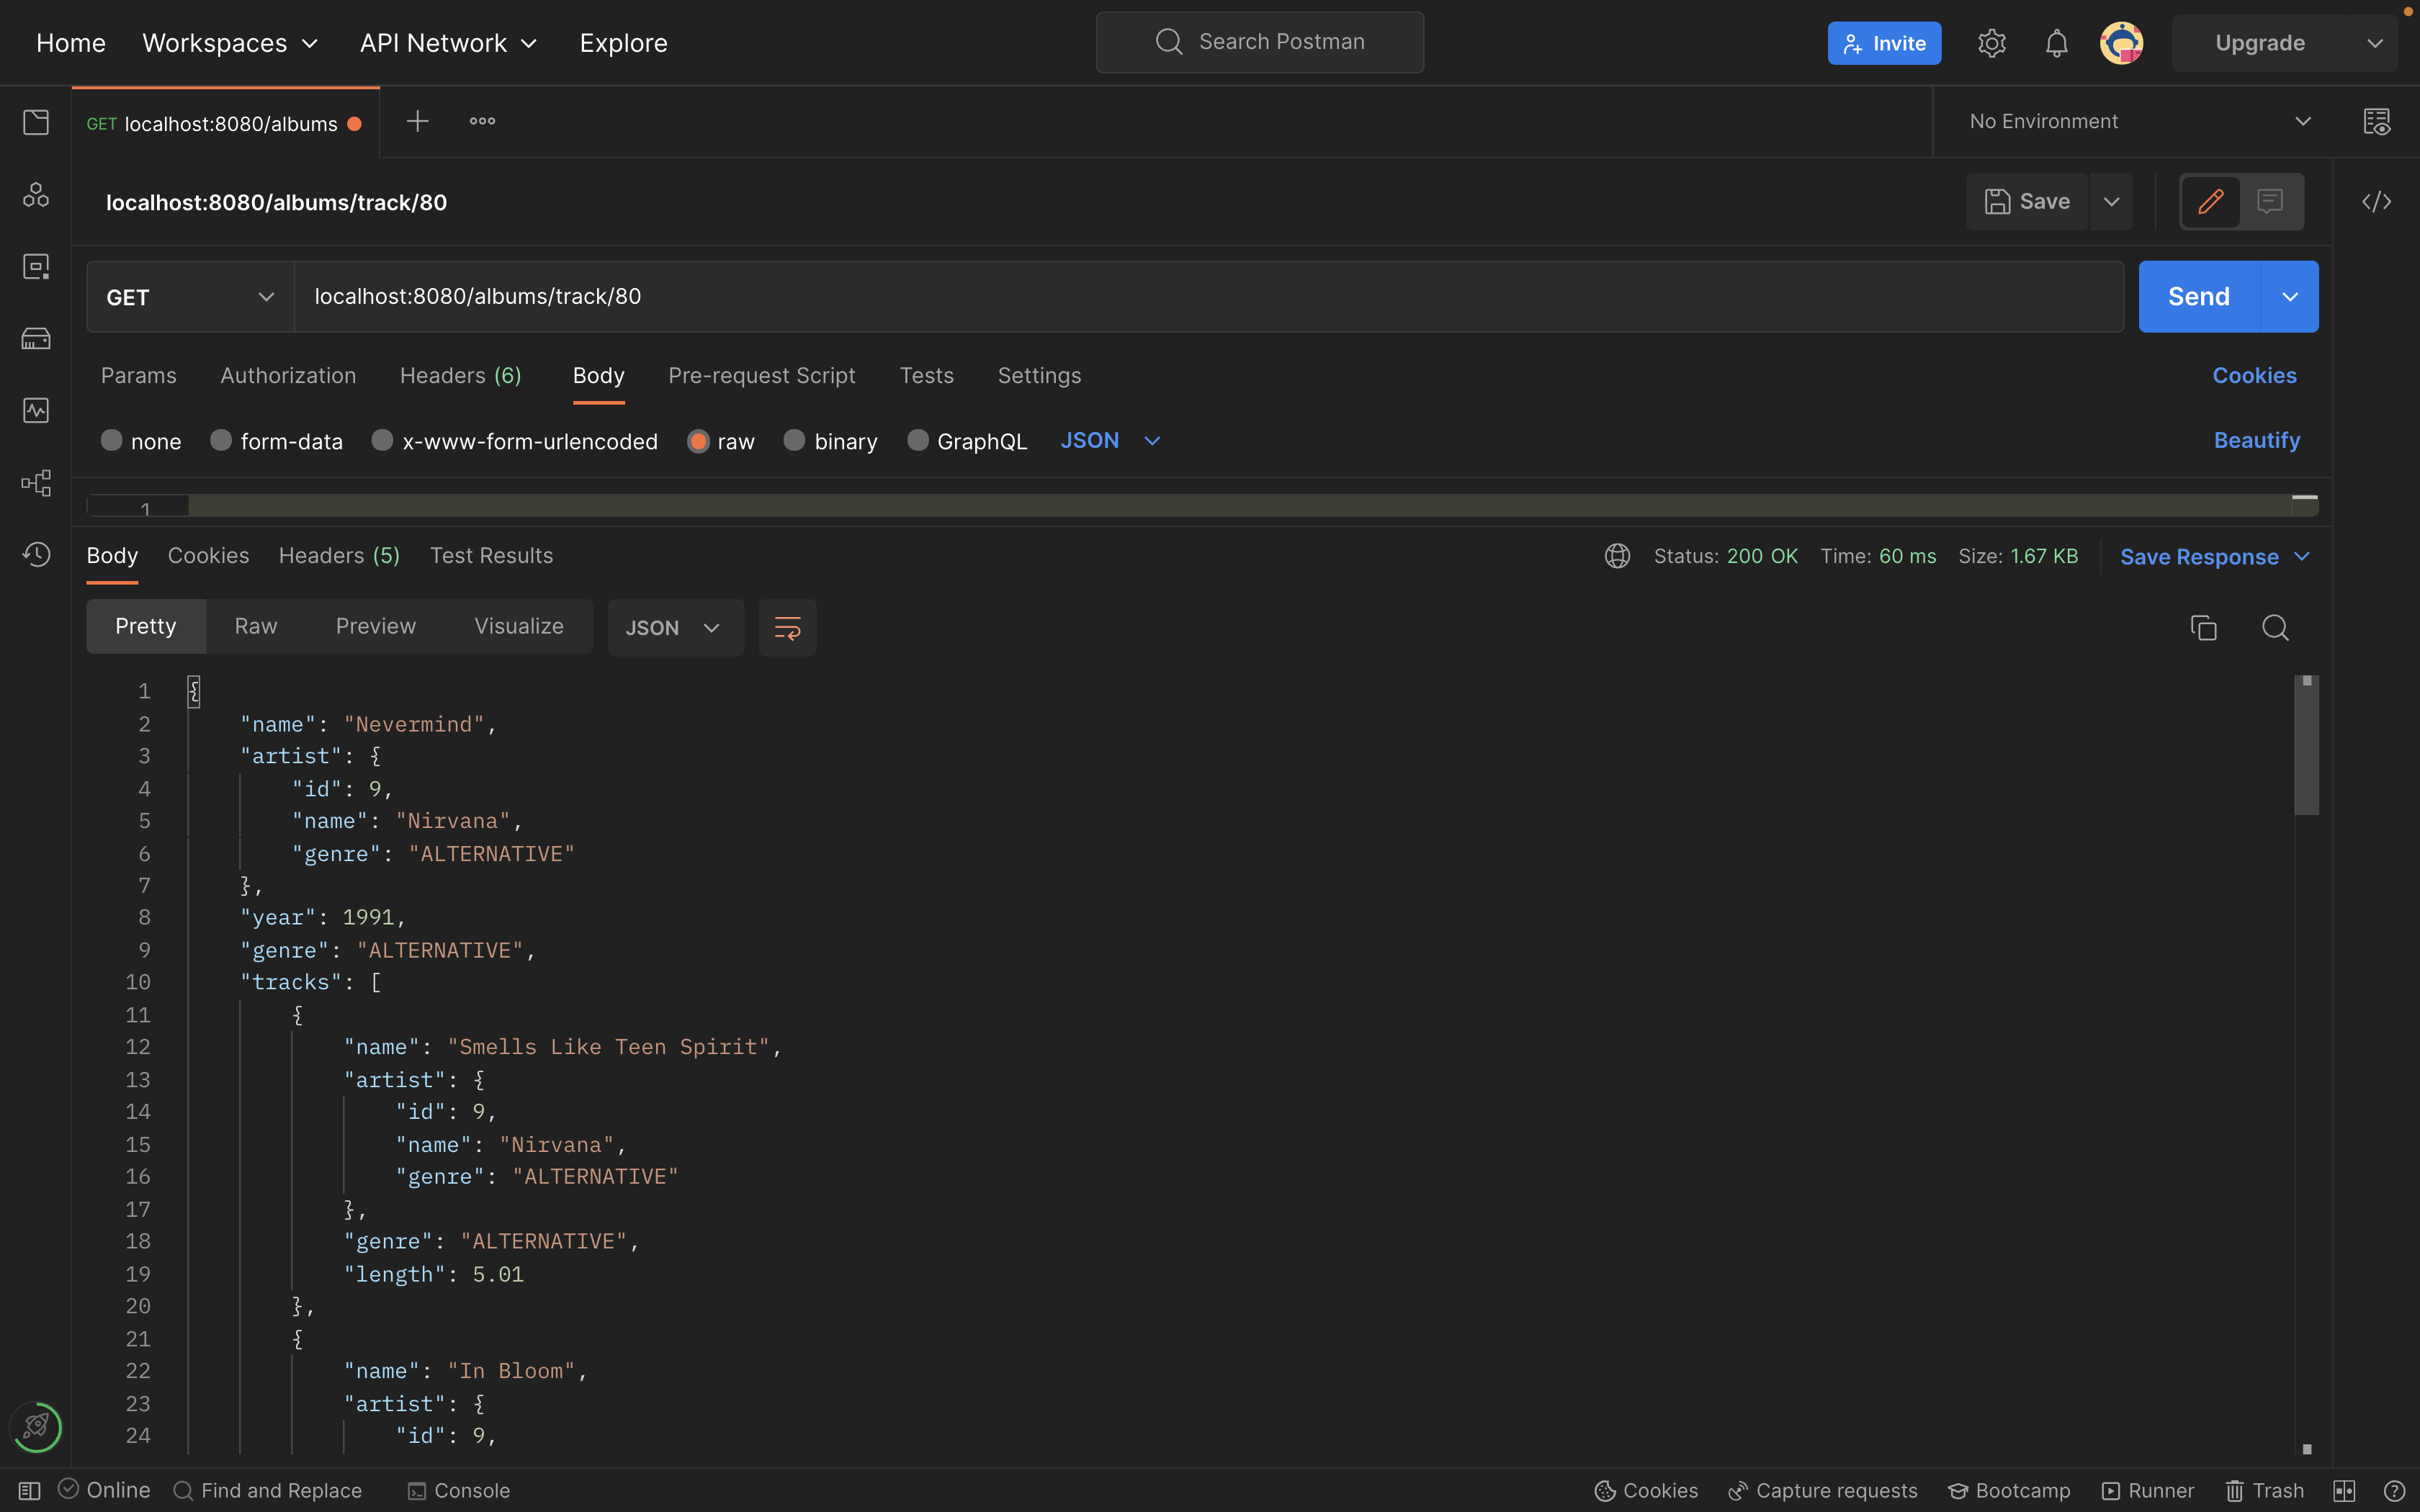 Home Workspaces API Network Explore Search Postman Invite Upgrade
GET localhost:8080/albums No Environment
localhost:8080/albums/track/80 Save
GET localhost:8080/albums/track/80 Send
Params Authorization Headers (6) Body Pre-request Script Tests Settings Cookies
none form-data x-www-form-urlencoded raw binary GraphQL JSON Beautify
1
Body Cookies Headers (5) Test Results Status: 200 OK Time: 60 ms Size: 1.67 KB Save Response
Pretty Raw Preview Visualize JSON
1 {
2 "name": "Nevermind",
3 "artist": {
4 "id": 9,
5 "name": "Nirvana",
6 "genre": "ALTERNATIVE"
7 },
8 "year": 1991,
9 "genre": "ALTERNATIVE",
10 "tracks": [
11 {
12 "name": "Smells Like Teen Spirit",
13 "artist": {
14 "id": 9,
15 "name": "Nirvana",
16 "genre": "ALTERNATIVE"
17 },
18 "genre": "ALTERNATIVE",
19 "length": 5.01
20 },
21 {
22 "name": "In Bloom",
23 "artist": {
24 "id": 9,
Online Find and Replace Console Cookies Capture requests Bootcamp Runner Trash